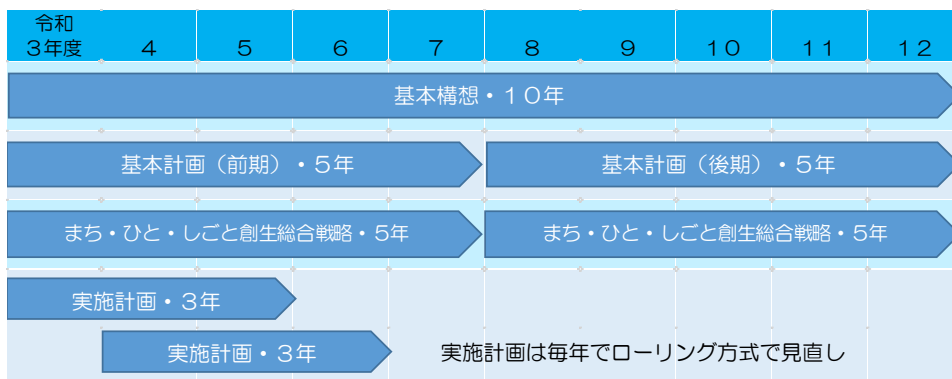 令和
３年度 ４ ５ ６ ７ ８ ９ １０ １１ １２
基本構想・１０年
基本計画（前期）・５年 基本計画（後期）・５年
まち・ひと・しごと創生総合戦略・５年 まち・ひと・しごと創生総合戦略・５年
実施計画・３年
実施計画・３年 実施計画は毎年でローリング方式で見直し